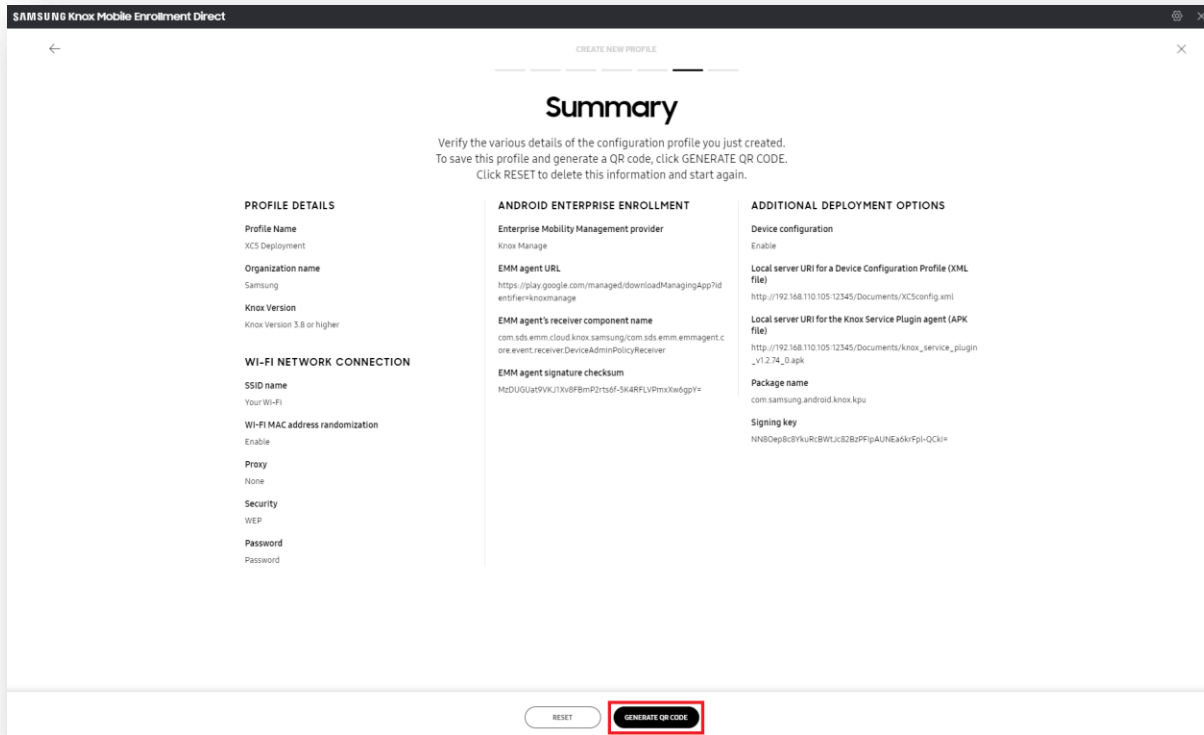 SAMSUNG Knox Mobile Enrollment Direct
CREATE NEW PROFILE
Summary
Verify the various details of the configuration profile you just created.
To save this profile and generate a QR code, click GENERATE QR CODE.
Click RESET to delete this information and start again.
PROFILE DETAILS
Profile Name
XC5 Deployment
Organization name
Samsung
Knox Version
Knox Version 3.8 or higher
WI-FI NETWORK CONNECTION
SSID name
Your Wi-Fi
WI-FI MAC address randomization
Enable
Proxy
None
Security
WEP
Password
Password
ANDROID ENTERPRISE ENROLLMENT
Enterprise Mobility Management provider
Knox Manage
EMM agent URL
https://play.google.com/managed/downloadManagingApp?id
entifier=knoxmanage
EMM agent's receiver component name
com.sds.emm.cloud.knox.samsung/com.sds.emm.emmagent.c
ore.event.receiver.DeviceAdminPolicyReceiver
EMM agent signature checksum
MzDUGUat9VKJ1Xv8FBmP2rts6f-5K4RFLVPmxXw6gpY=
ADDITIONAL DEPLOYMENT OPTIONS
Device configuration
Enable
Local server URI for a Device Configuration Profile (XML
file)
http://192.168.110.105:12345/Documents/XC5config.xml
Local server URI for the Knox Service Plugin agent (APK
file)
http://192.168.110.105:12345/Documents/knox_service_plugin
_v1.2.74_0.apk
Package name
com.samsung.android.knox.kpu
Signing key
NN8Oep8c8YkuRcBWtJc82BzPFIpAUNEa6krFpl-QCkI=
RESET
GENERATE QR CODE